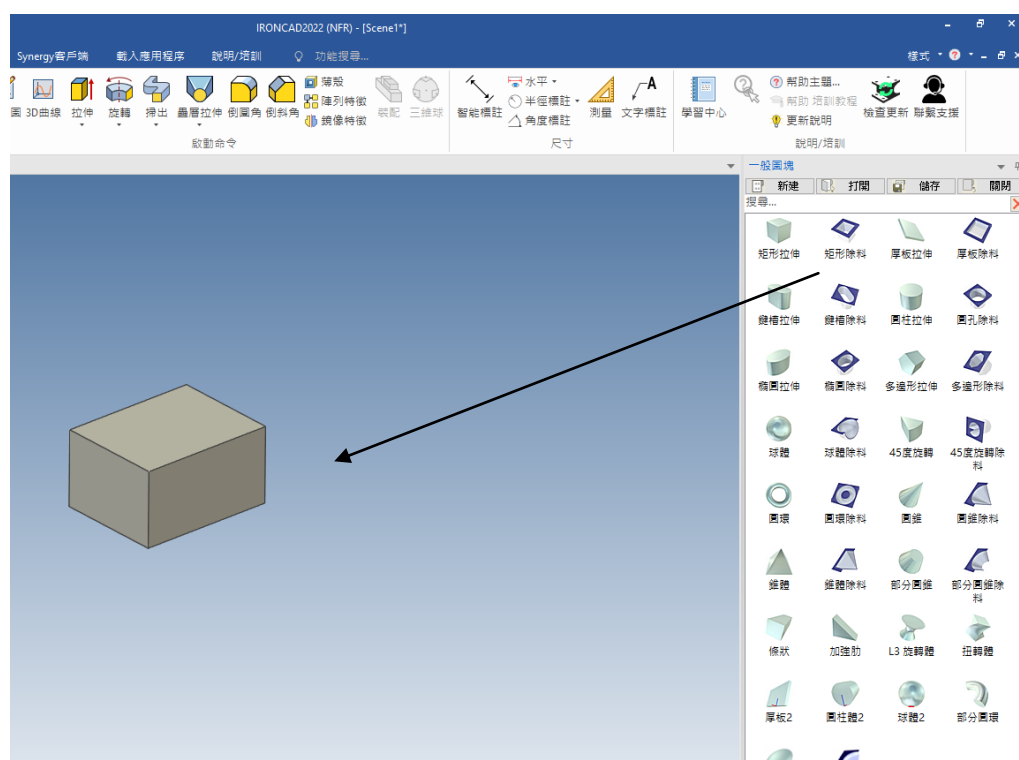 IRONCAD2022 (NFR) - [Scene1*]
Synergy客戶端 載入應用程序 說明/培訓 功能搜尋... 樣式
圖 3D曲線 拉伸 旋轉 掃出 疊層拉伸 倒圓角 倒斜角
薄殼
陣列特徵
鏡像特徵
裝配 三維球
啟動命令
智能標註
水平
半徑標註
角度標註
測量 文字標註
尺寸
學習中心
幫助主題...
幫助 培訓教程
更新說明
檢查更新 聯繫支援
說明/培訓
一般圖塊
新建 打開 儲存 關閉
搜尋...
矩形拉伸 矩形除料 厚板拉伸 厚板除料
鍵槽拉伸 鍵槽除料 圓柱拉伸 圓孔除料
橢圓拉伸 橢圓除料 多邊形拉伸 多邊形除料
球體 球體除料 45度旋轉 45度旋轉除料
圓環 圓環除料 圓錐 圓錐除料
錐體 錐體除料 部分圓錐 部分圓錐除料
條狀 加強肋 L3 旋轉體 扭轉體
厚板2 圓柱體2 球體2 部分圓環